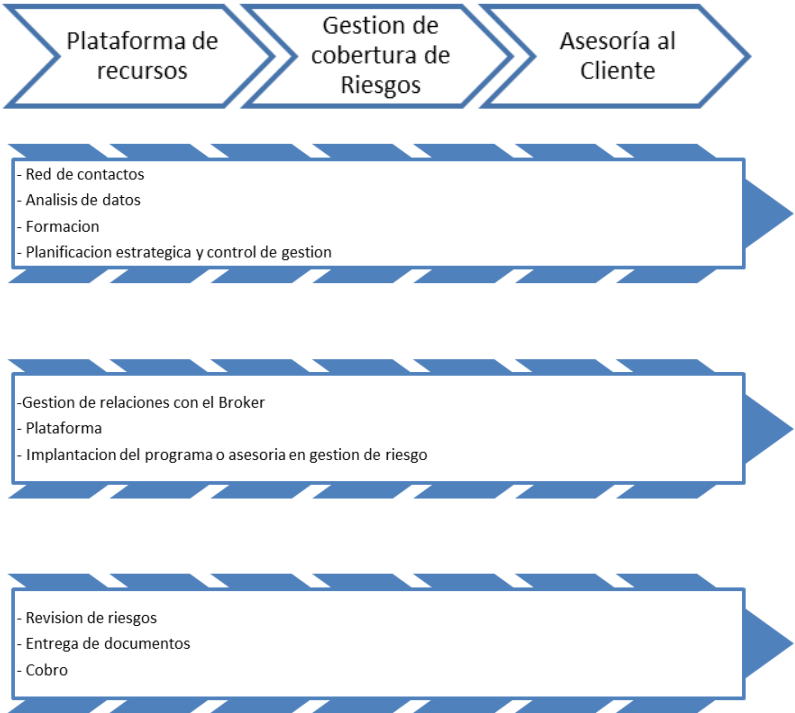 Plataforma de
recursos
Gestion de
cobertura de
Riesgos
Asesoría al
Cliente
- Red de contactos
- Analisis de datos
- Formacion
- Planificacion estrategica y control de gestion
-Gestion de relaciones con el Broker
- Plataforma
- Implantacion del programa o asesoria en gestion de riesgo
- Revision de riesgos
- Entrega de documentos
- Cobro